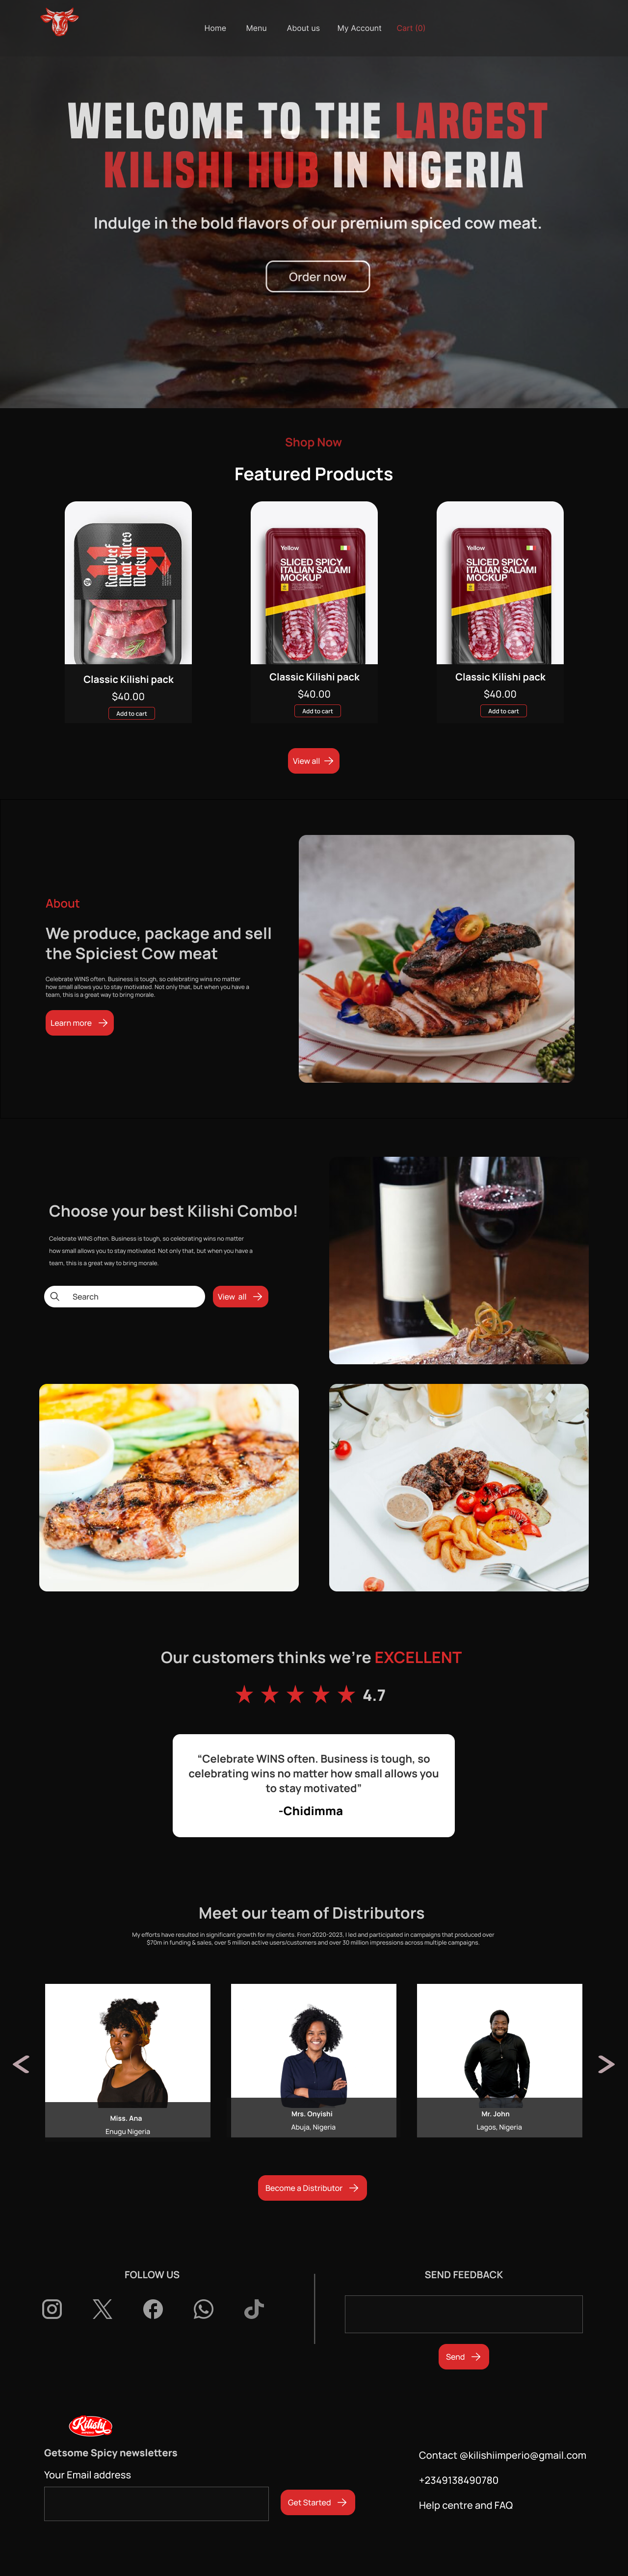 Home Menu About us My Account Cart (0)
WELCOME TO THE LARGEST
KILISHI HUB IN NIGERIA
Indulge in the bold flavors of our premium spiced cow meat.
Order now
Shop Now
Featured Products
Raw Beef
Meat Slices
Mockup
Yellow
SLICED SPICY
ITALIAN SALAMI
MOCKUP
Yellow
SLICED SPICY
ITALIAN SALAMI
MOCKUP
Classic Kilishi pack
$40.00
Add to cart
Classic Kilishi pack
$40.00
Add to cart
Classic Kilishi pack
$40.00
Add to cart
View all
About
We produce, package and sell
the Spiciest Cow meat
Celebrate WINS often. Business is tough, so celebrating wins no matter
how small allows you to stay motivated. Not only that, but when you have a
team, this is a great way to bring morale.
Learn more
Choose your best Kilishi Combo!
Celebrate WINS often. Business is tough, so celebrating wins no matter
how small allows you to stay motivated. Not only that, but when you have a
team, this is a great way to bring morale.
Search
View all
Our customers thinks we're EXCELLENT
4.7
“Celebrate WINS often. Business is tough, so
celebrating wins no matter how small allows you
to stay motivated”
-Chidimma
Meet our team of Distributors
My efforts have resulted in significant growth for my clients. From 2020-2023, I led and participated in campaigns that produced over
$70m in funding & sales, over 5 million active users/customers and over 30 million impressions across multiple campaigns.
Miss. Ana
Enugu Nigeria
Mrs. Onyishi
Abuja, Nigeria
Mr. John
Lagos, Nigeria
Become a Distributor
FOLLOW US
SEND FEEDBACK
Send
Kilishi
Getsome Spicy newsletters
Your Email address
Get Started
Contact @kilishiimperio@gmail.com
+2349138490780
Help centre and FAQ